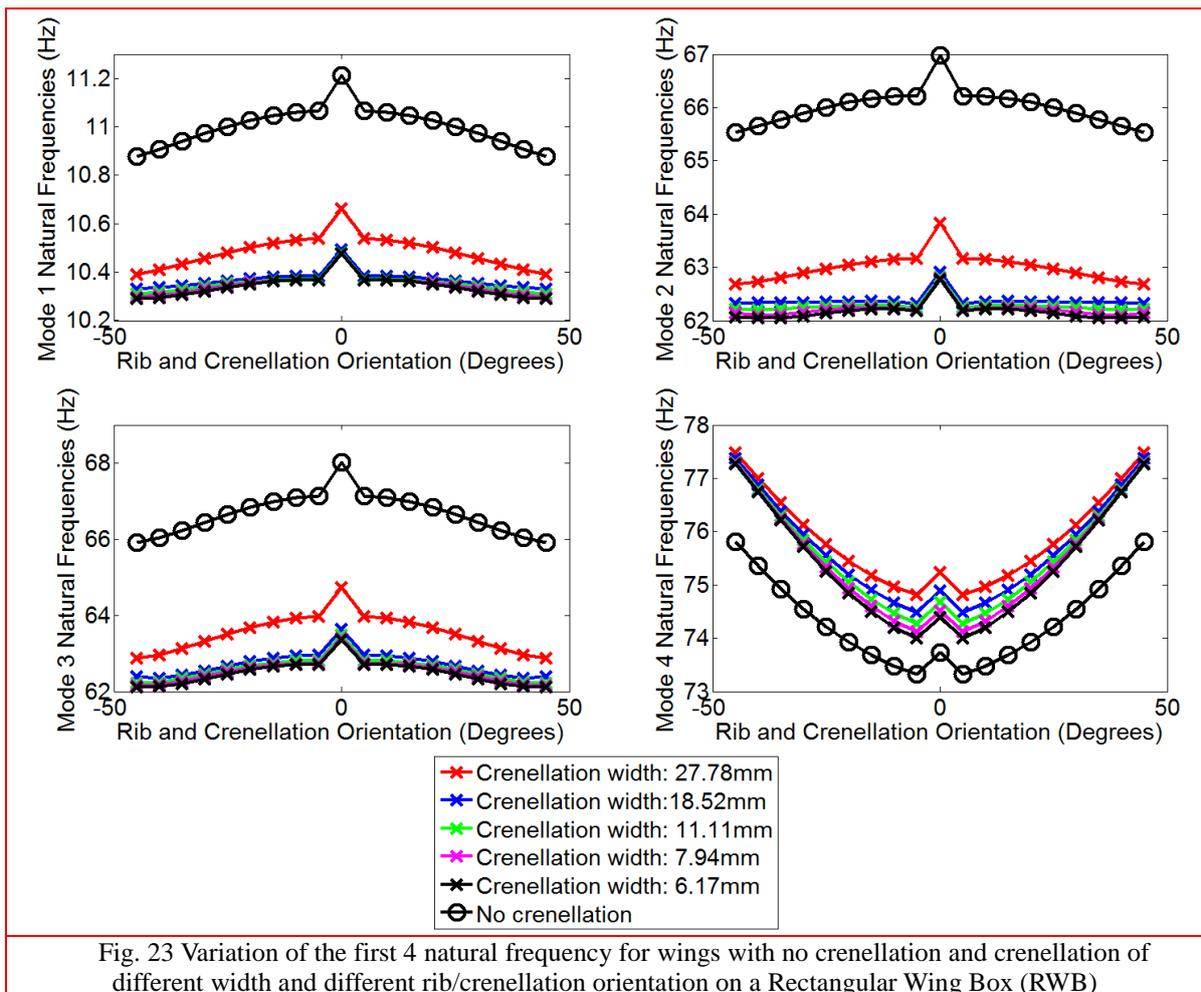 Mode 1 Natural Frequencies (Hz)
11.2
11
10.8
10.6
10.4
10.2
-50
0
50
Rib and Crenellation Orientation (Degrees)
Mode 2 Natural Frequencies (Hz)
67
66
65
64
63
62
-50
0
50
Rib and Crenellation Orientation (Degrees)
Mode 3 Natural Frequencies (Hz)
68
66
64
62
-50
0
50
Rib and Crenellation Orientation (Degrees)
Mode 4 Natural Frequencies (Hz)
78
77
76
75
74
73
-50
0
50
Rib and Crenellation Orientation (Degrees)
Crenellation width: 27.78mm
Crenellation width:18.52mm
Crenellation width: 11.11mm
Crenellation width: 7.94mm
Crenellation width: 6.17mm
No crenellation
Fig. 23 Variation of the first 4 natural frequency for wings with no crenellation and crenellation of
different width and different rib/crenellation orientation on a Rectangular Wing Box (RWB)